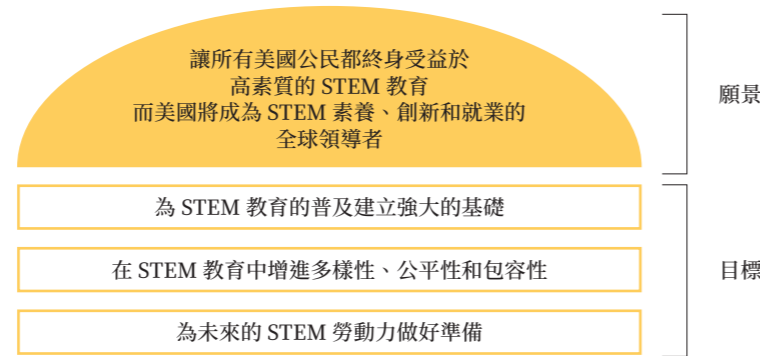 讓所有美國公民都終身受益於
高素質的 STEM 教育
而美國將成為 STEM 素養、創新和就業的
全球領導者
願景
為 STEM 教育的普及建立強大的基礎
在 STEM 教育中增進多樣性、公平性和包容性
目標
為未來的 STEM 勞動力做好準備